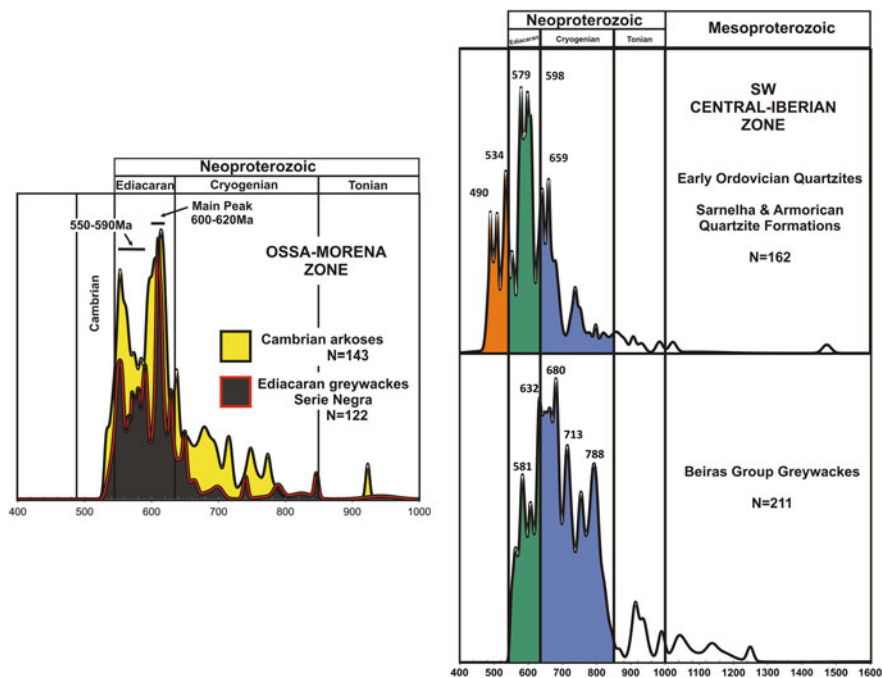 Neoproterozoic
Ediacaran Cryogenian Tonian
550-590Ma
Main Peak
600-620Ma
OSSA-MORENA
ZONE
Cambrian
Cambrian arkoses
N=143
Ediacaran greywackes
Serie Negra
N=122
400 500 600 700 800 900 1000
Neoproterozoic Mesoproterozoic
Ediacaran Cryogenian Tonian
579 598
534
659
490
SW
CENTRAL-IBERIAN
ZONE
Early Ordovician Quartzites
Sarnelha & Armorican
Quartzite Formations
N=162
680
632
713
788
581
Beiras Group Greywackes
N=211
400 500 600 700 800 900 1000 1100 1200 1300 1400 1500 1600